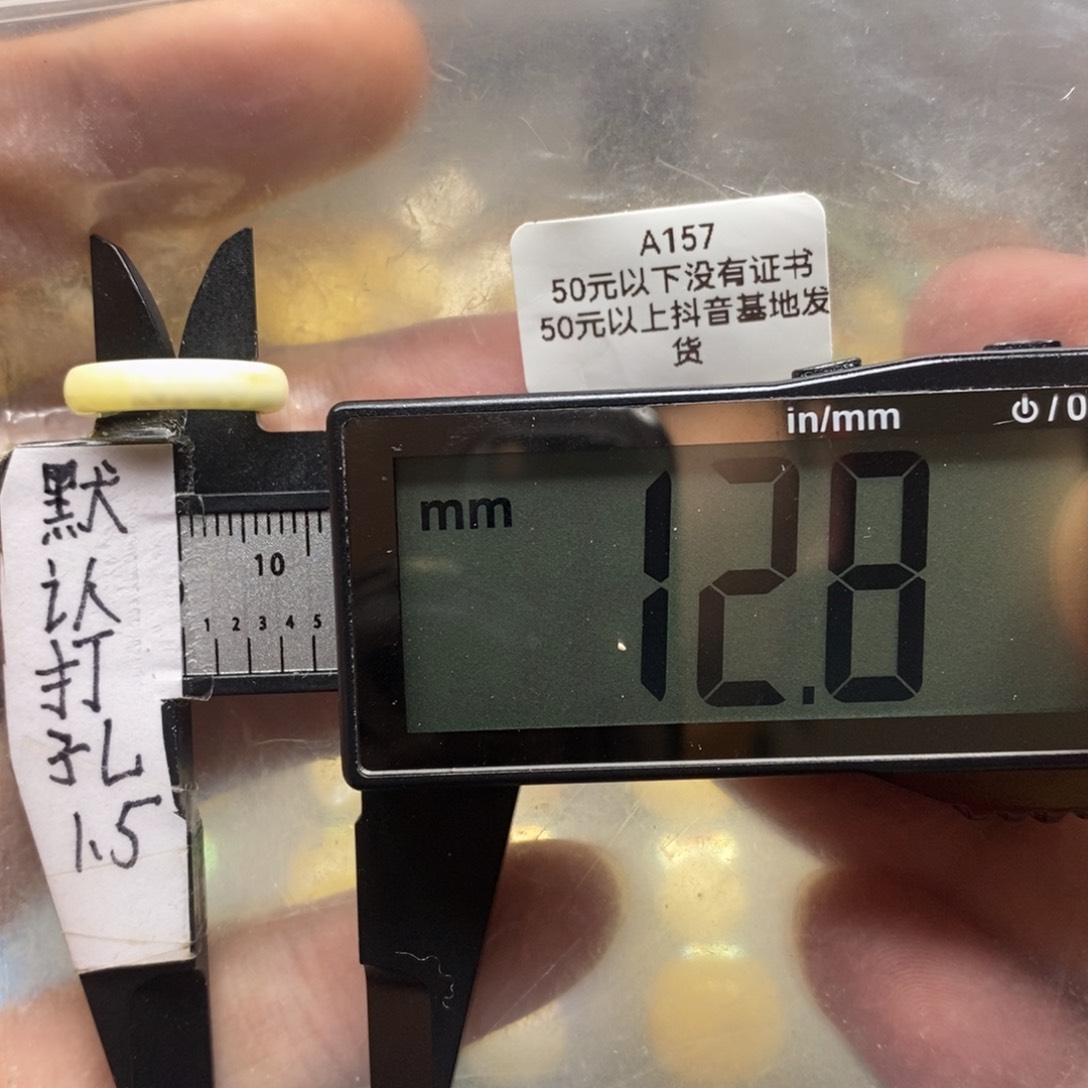 A157
50元以下没有证书
50元以上抖音基地发
货
in/mm
⏻/0
mm
12.8
10
1 2 3 4 5
默
认
打
孔
1.5